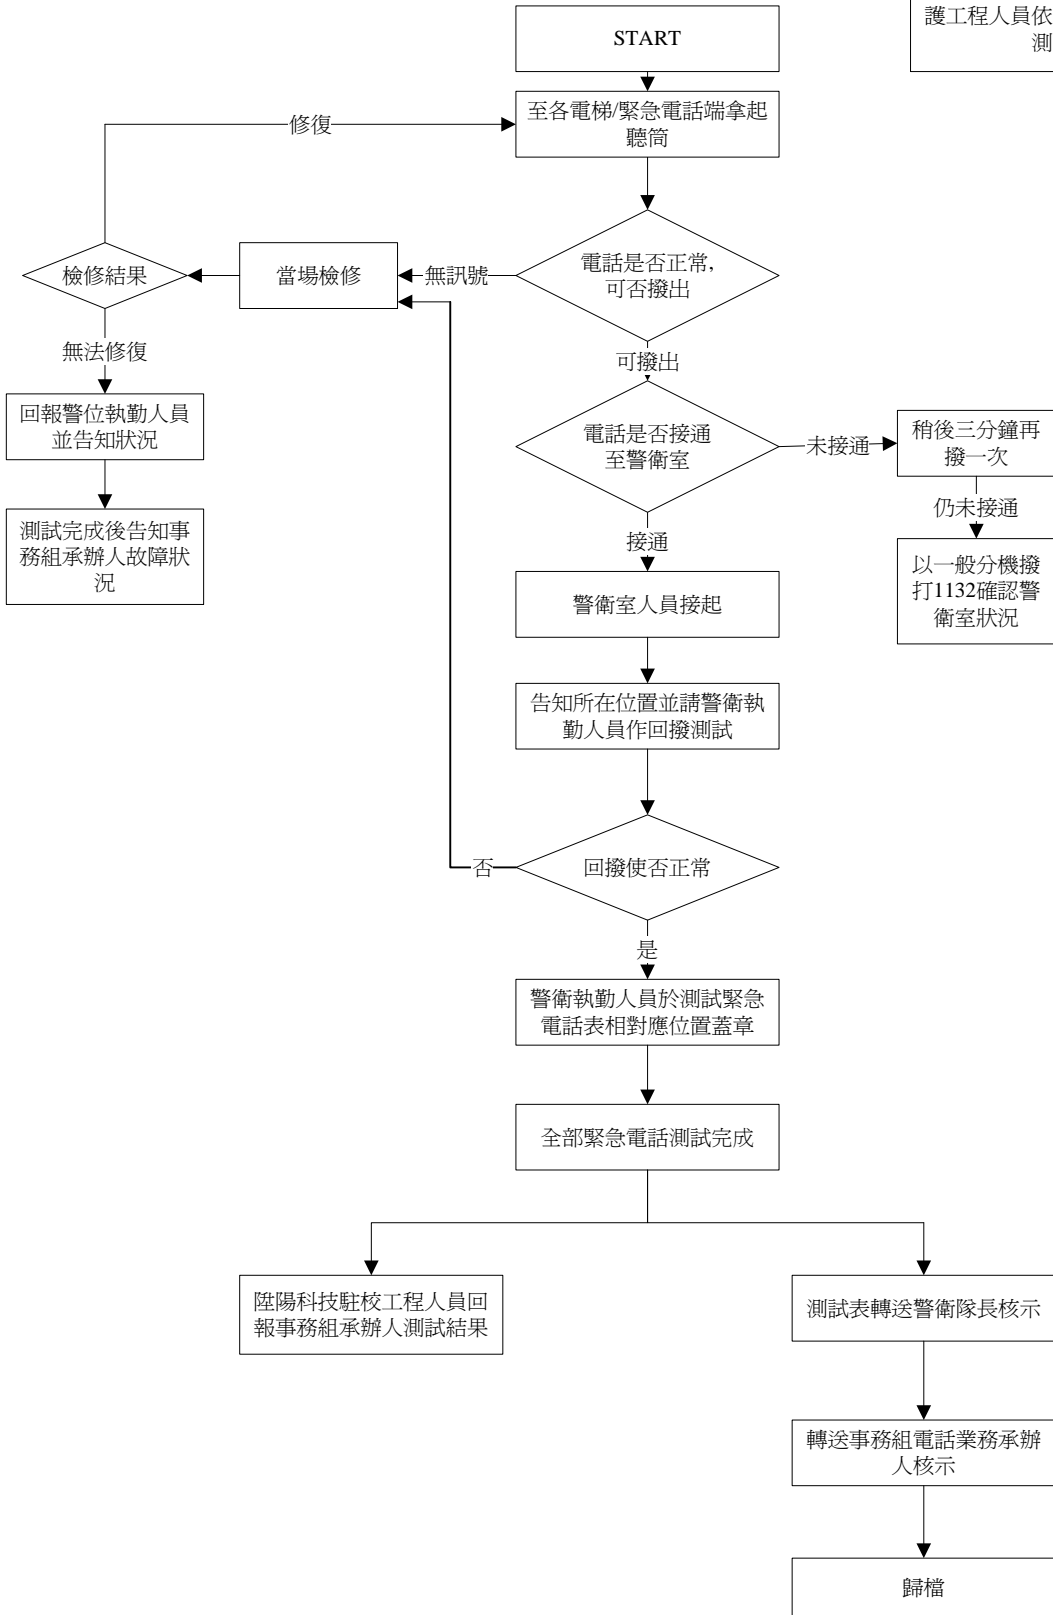 護工程人員依
測
START
至各電梯/緊急電話端拿起
聽筒
修復
電話是否正常,
可否撥出
無訊號
當場檢修
檢修結果
無法修復
回報警位執勤人員
並告知狀況
測試完成後告知事
務組承辦人故障狀
況
可撥出
電話是否接通
至警衛室
未接通
稍後三分鐘再
撥一次
仍未接通
以一般分機撥
打1132確認警
衛室狀況
接通
警衛室人員接起
告知所在位置並請警衛執
勤人員作回撥測試
回撥使否正常
否
是
警衛執勤人員於測試緊急
電話表相對應位置蓋章
全部緊急電話測試完成
陞陽科技駐校工程人員回
報事務組承辦人測試結果
測試表轉送警衛隊長核示
轉送事務組電話業務承辦
人核示
歸檔